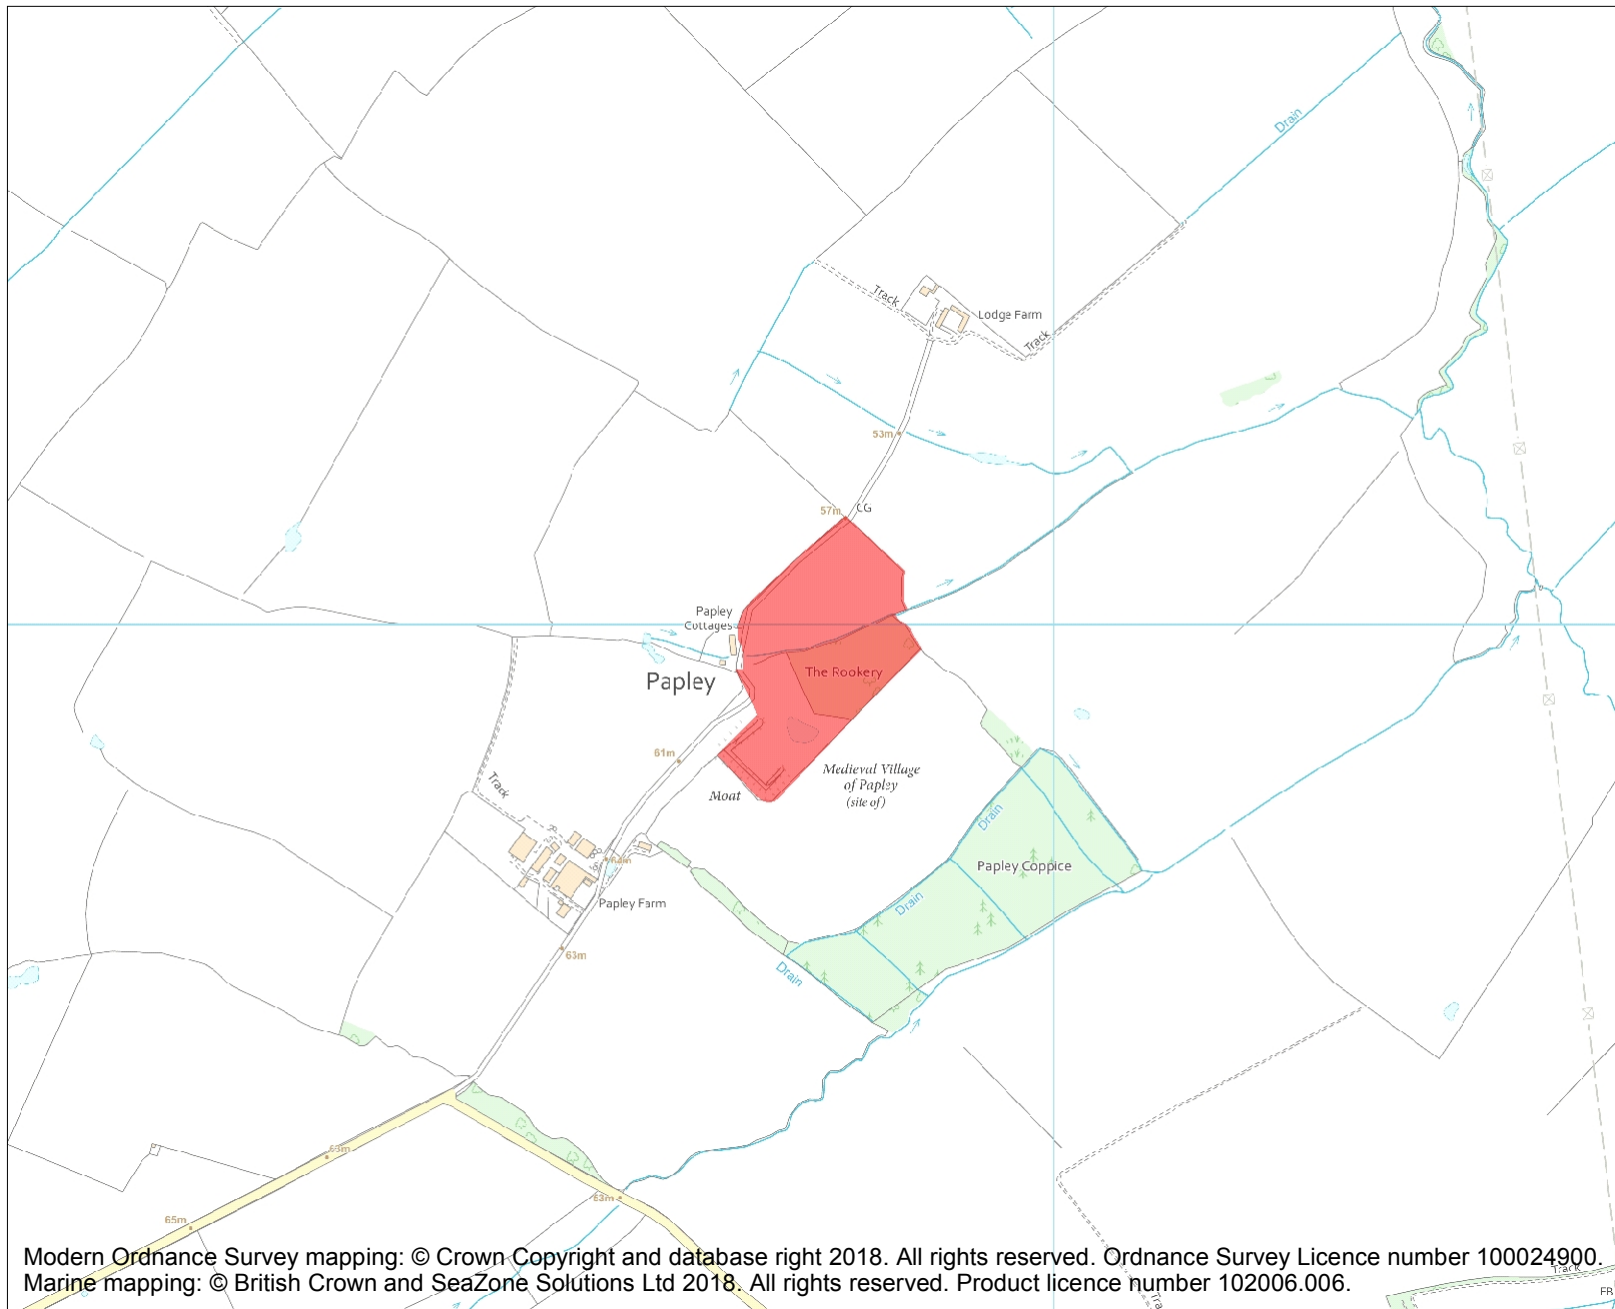 Drain
Track
Lodge Farm
Track
53m
57m
CG
Papley
Cottages
The Rookery
Papley
61m
Medieval Village
of Papley
(site of)
Moat
Track
Drain
64m
Papley Coppice
Papley Farm
Drain
63m
Drain
63m
65m
Modern Ordnance Survey mapping: © Crown Copyright and database right 2018. All rights reserved. Ordnance Survey Licence number 100024900.
Marine mapping: © British Crown and SeaZone Solutions Ltd 2018. All rights reserved. Product licence number 102006.006.
Track
FB